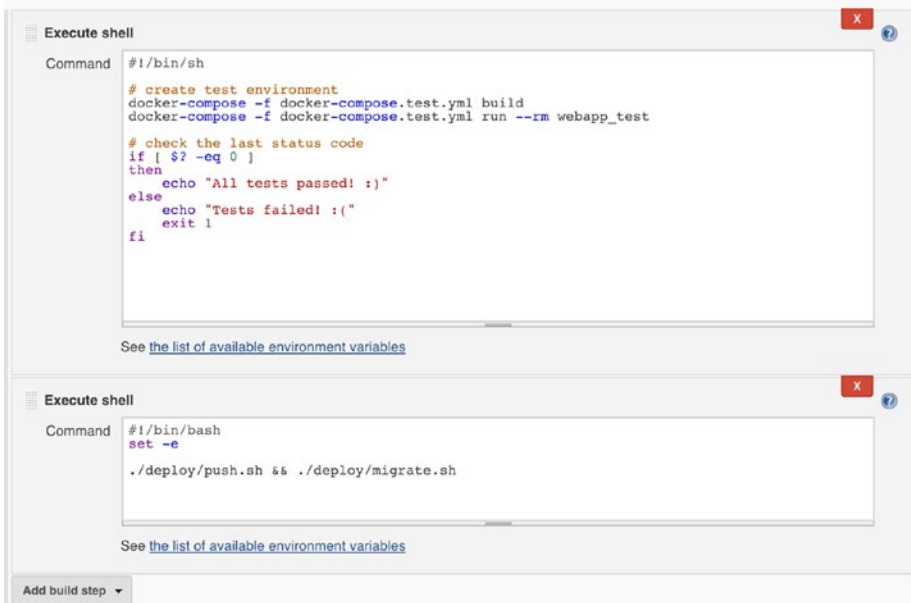 X
Execute shell
?
Command
#!/bin/sh
# create test environment
docker-compose -f docker-compose.test.yml build
docker-compose -f docker-compose.test.yml run --rm webapp_test
# check the last status code
if [ $? -eq 0 ]
then
echo "All tests passed! :)"
else
echo "Tests failed! :("
exit 1
fi
See the list of available environment variables
X
Execute shell
?
Command
#!/bin/bash
set -e
./deploy/push.sh && ./deploy/migrate.sh
See the list of available environment variables
Add build step